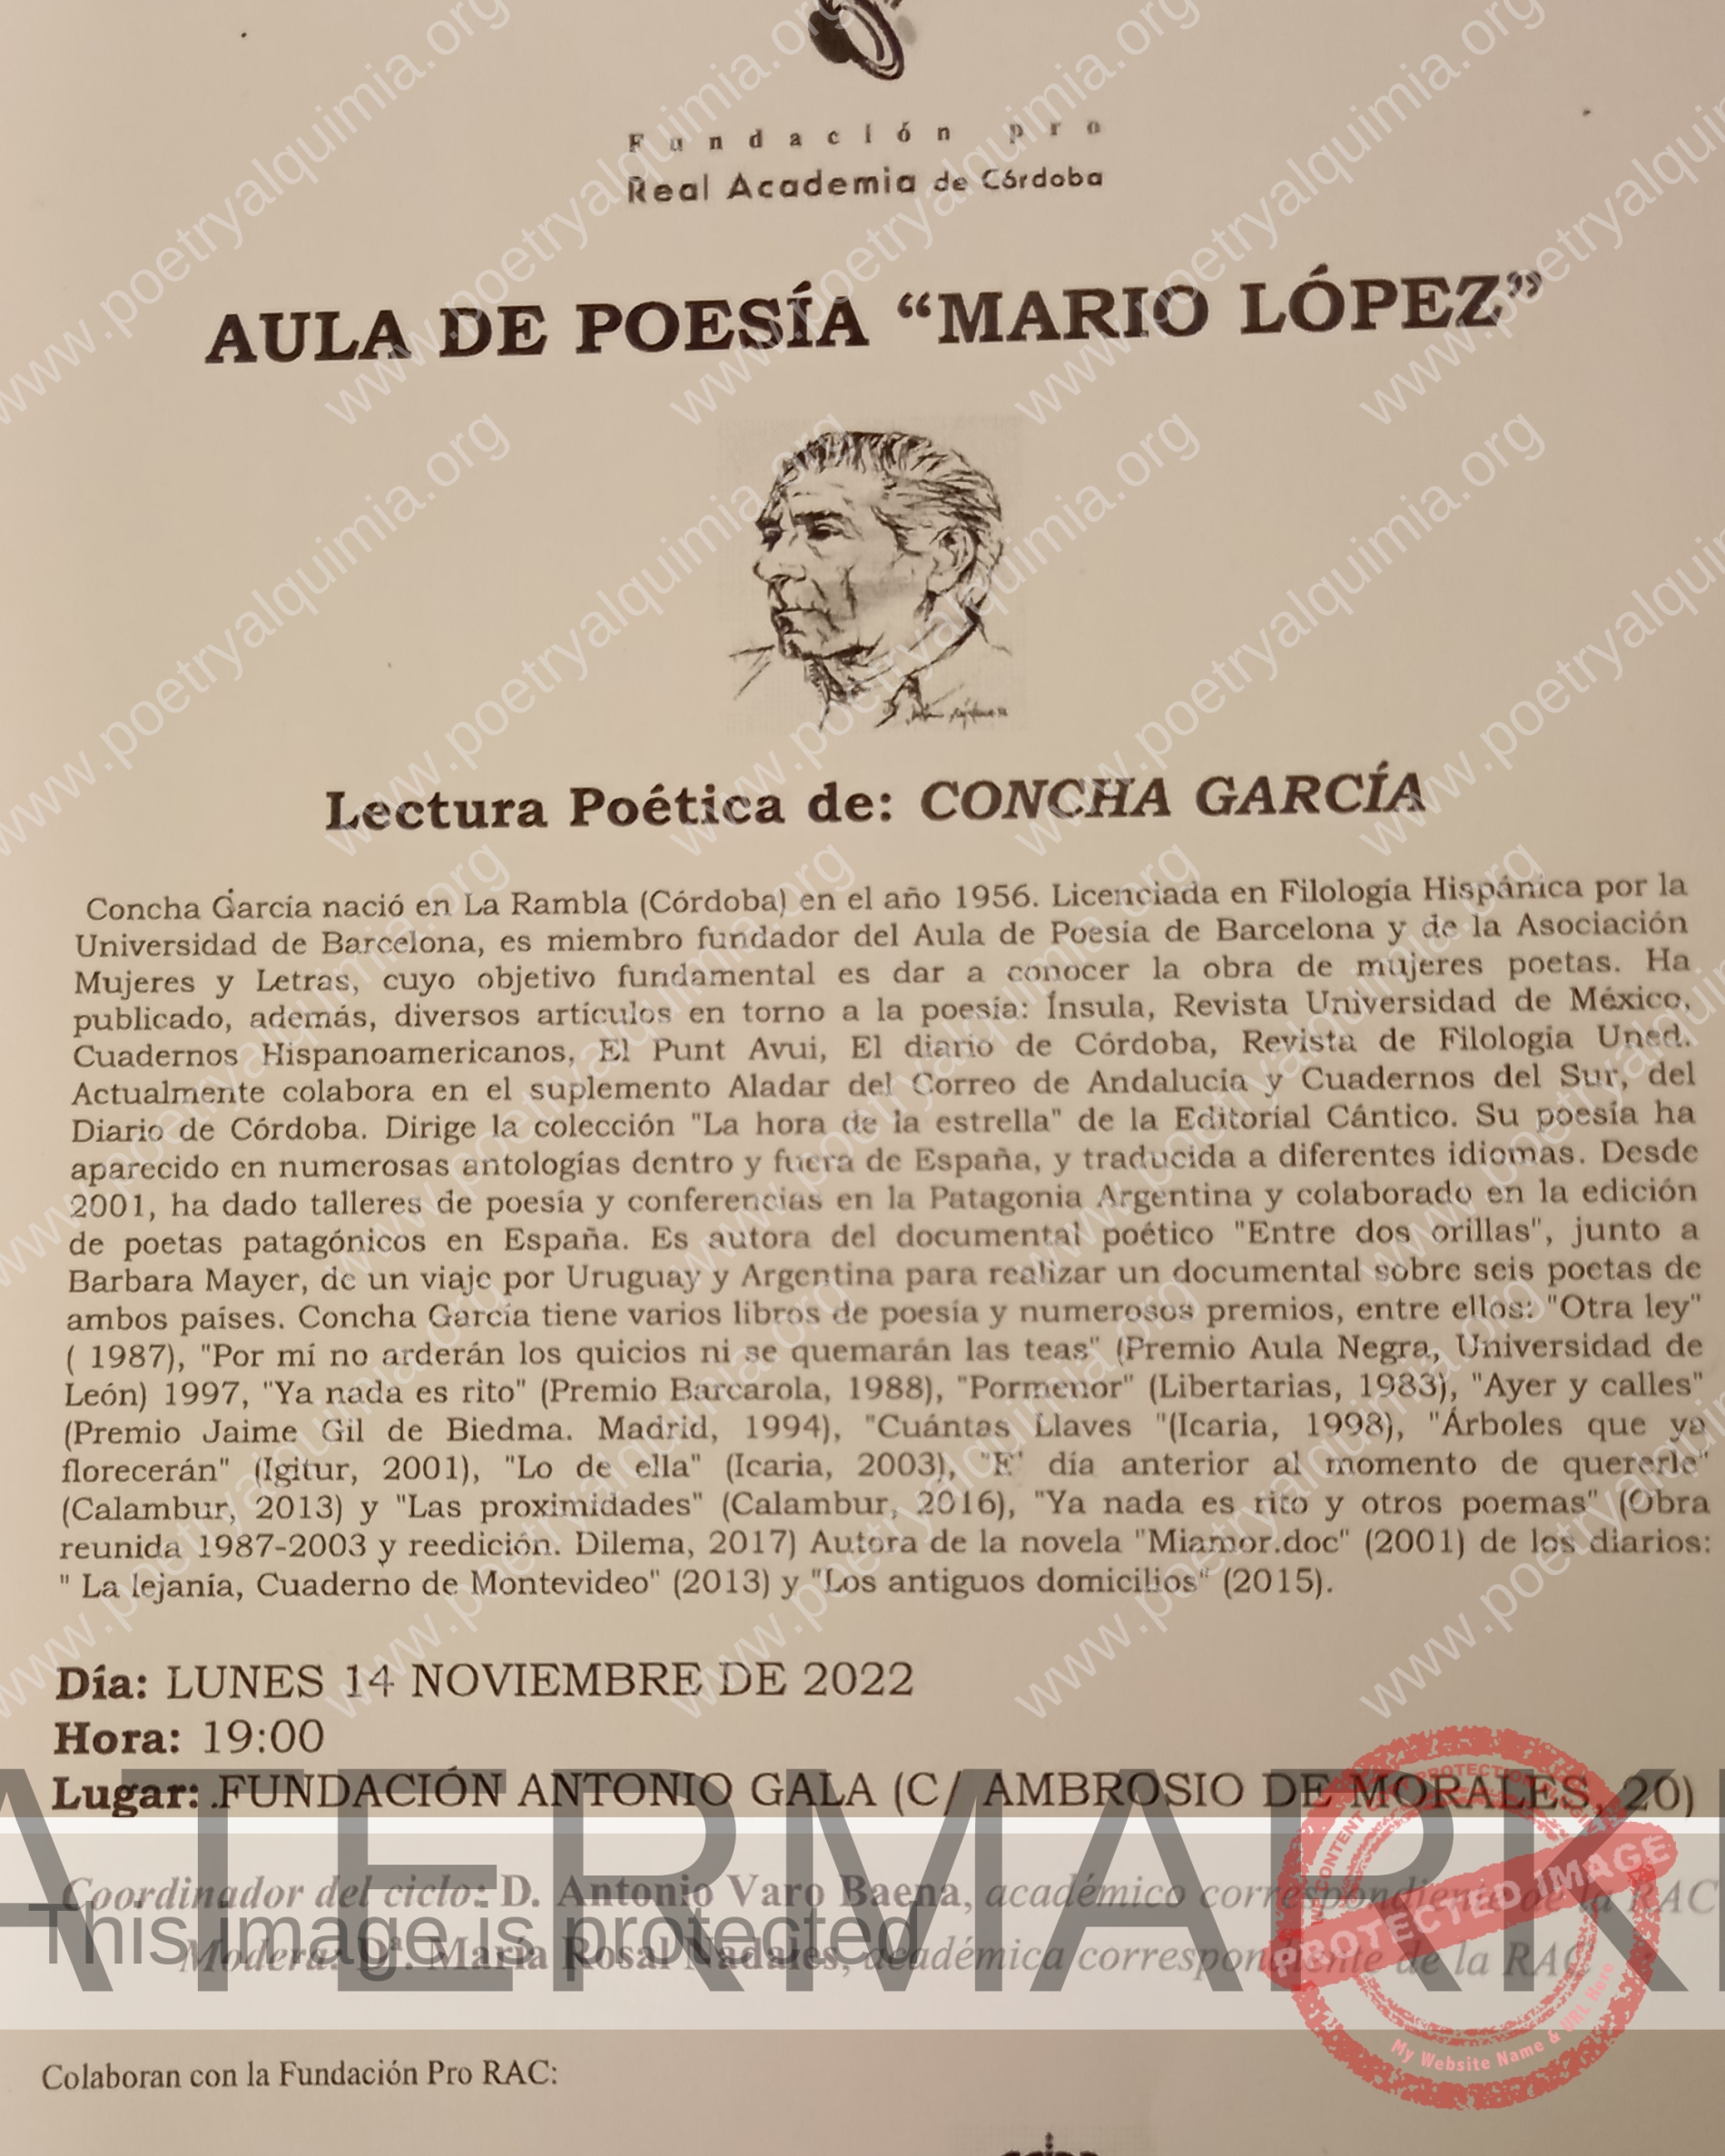 Fundación pro
Real Academia de Córdoba
AULA DE POESÍA “MARIO LÓPEZ”
Lectura Poética de: CONCHA GARCÍA
Concha García nació en La Rambla (Córdoba) en el año 1956. Licenciada en Filología Hispánica por la
Universidad de Barcelona, es miembro fundador del Aula de Poesía de Barcelona y de la Asociación
Mujeres y Letras, cuyo objetivo fundamental es dar a conocer la obra de mujeres poetas. Ha
publicado, además, diversos artículos en torno a la poesía: Ínsula, Revista Universidad de México,
Cuadernos Hispanoamericanos, El Punt Avui, El diario de Córdoba, Revista de Filología Uned.
Actualmente colabora en el suplemento Aladar del Correo de Andalucía y Cuadernos del Sur, del
Diario de Córdoba. Dirige la colección "La hora de la estrella" de la Editorial Cántico. Su poesía ha
aparecido en numerosas antologías dentro y fuera de España, y traducida a diferentes idiomas. Desde
2001, ha dado talleres de poesía y conferencias en la Patagonia Argentina y colaborado en la edición
de poetas patagónicos en España. Es autora del documental poético "Entre dos orillas", junto a
Barbara Mayer, de un viaje por Uruguay y Argentina para realizar un documental sobre seis poetas de
ambos países. Concha García tiene varios libros de poesía y numerosos premios, entre ellos: "Otra ley"
( 1987), "Por mí no arderán los quicios ni se quemarán las teas" (Premio Aula Negra, Universidad de
León) 1997, "Ya nada es rito" (Premio Barcarola, 1988), "Pormenor" (Libertarias, 1983), "Ayer y calles"
(Premio Jaime Gil de Biedma. Madrid, 1994), "Cuántas Llaves "(Icaria, 1998), "Árboles que ya
florecerán" (Igitur, 2001), "Lo de ella" (Icaria, 2003), día anterior al momento de quererle"
(Calambur, 2013) y "Las proximidades" (Calambur, 2016), "Ya nada es rito y otros poemas" (Obra
reunida 1987-2003 y reedición. Dilema, 2017) Autora de la novela "Miamor.doc" (2001) de los diarios:
" La lejanía, Cuaderno de Montevideo" (2013) y "Los antiguos domicilios" (2015).
Día: LUNES 14 NOVIEMBRE DE 2022
Hora: 19:00
Lugar: FUNDACIÓN ANTONIO GALA (C/ AMBROSIO DE MORALES, 20)
Coordinador del ciclo: D. Antonio Varo Baena, académico correspondiente de la RAC
Modera: Dª. María Rosal Nadales, académica correspondiente de la RAC
Colaboran con la Fundación Pro RAC:
www.poetryalquimia.org
ATERMARK
This image is protected
PROTECTED IMAGE
My Website Name & URL Here